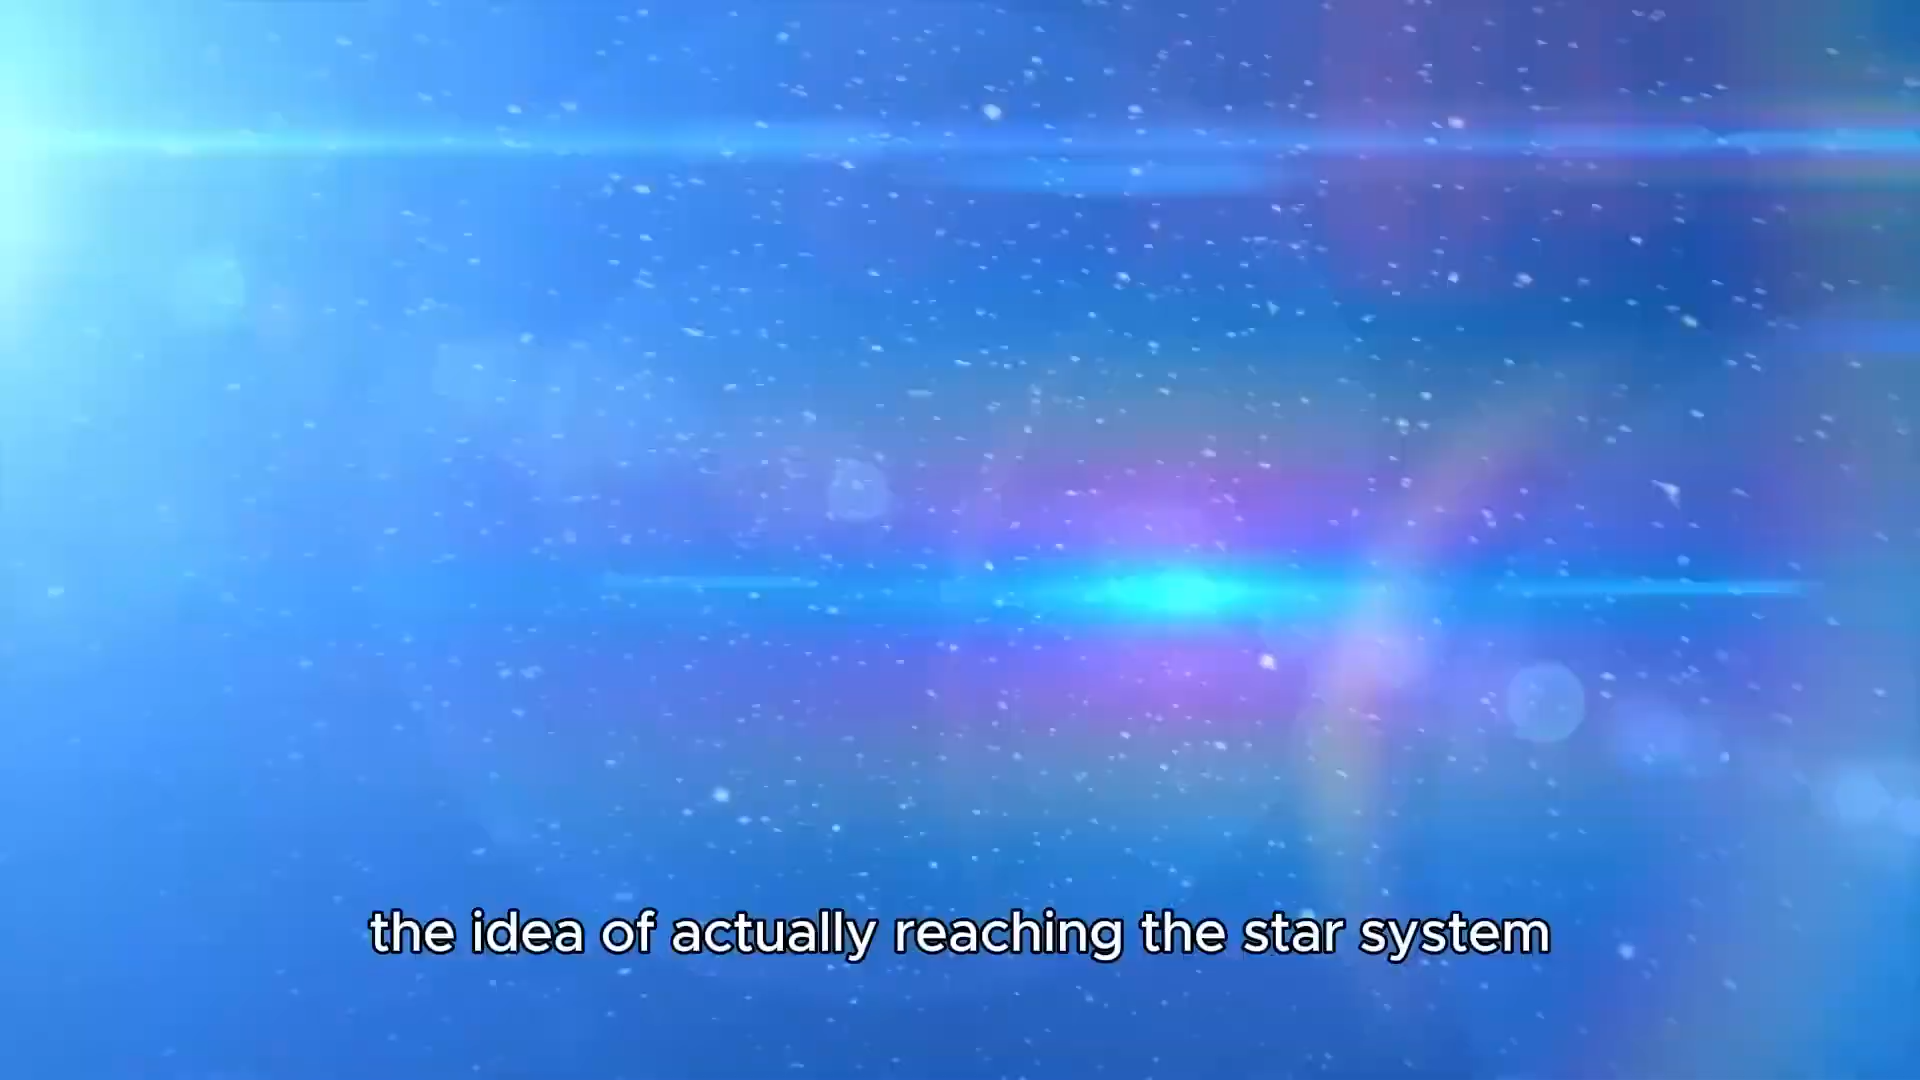 the idea of actually reaching the star system